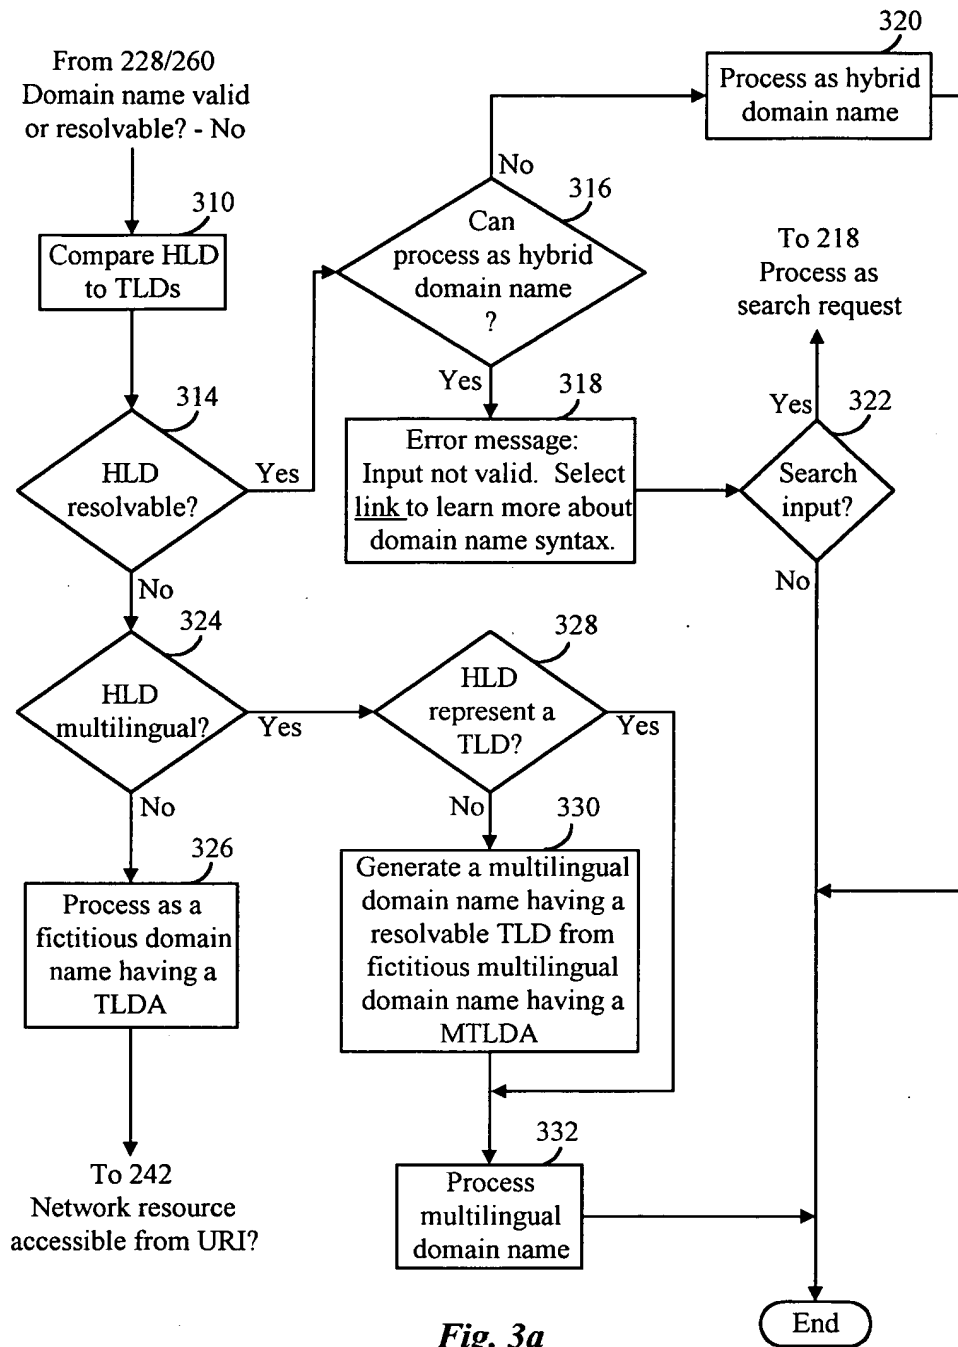 From 228/260
Domain name valid
or resolvable? - No
310
Compare HLD
to TLDs
314
HLD
resolvable?
Yes
No
320
Process as hybrid
domain name
No
316
Can
process as hybrid
domain name
?
Yes
318
Error message:
Input not valid. Select
link to learn more about
domain name syntax.
To 218
Process as
search request
Yes
322
Search
input?
No
324
HLD
multilingual?
Yes
No
328
HLD
represent a
TLD?
Yes
No
326
Process as a
fictitious domain
name having a
TLDA
330
Generate a multilingual
domain name having a
resolvable TLD from
fictitious multilingual
domain name having a
MTLDA
To 242
Network resource
accessible from URI?
332
Process
multilingual
domain name
End
Fig. 3a